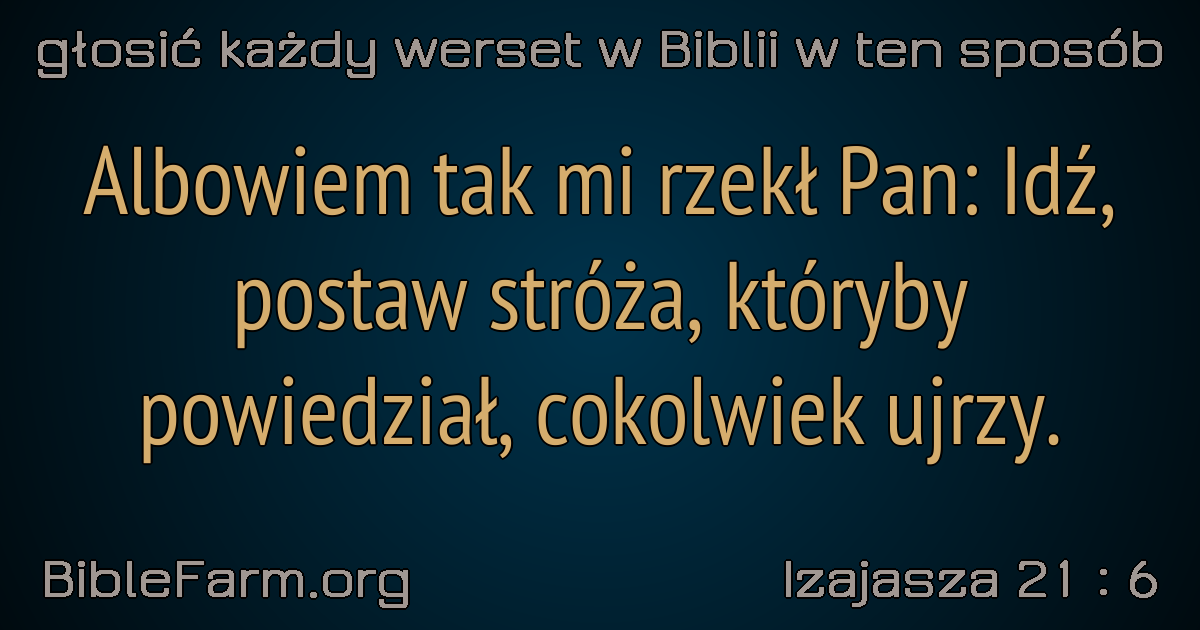 głosić każdy werset w Biblii w ten sposób
Albowiem tak mi rzekł Pan: Idź,
postaw stróża, któryby
powiedział, cokolwiek ujrzy.
BibleFarm.org
Izajasza 21 : 6